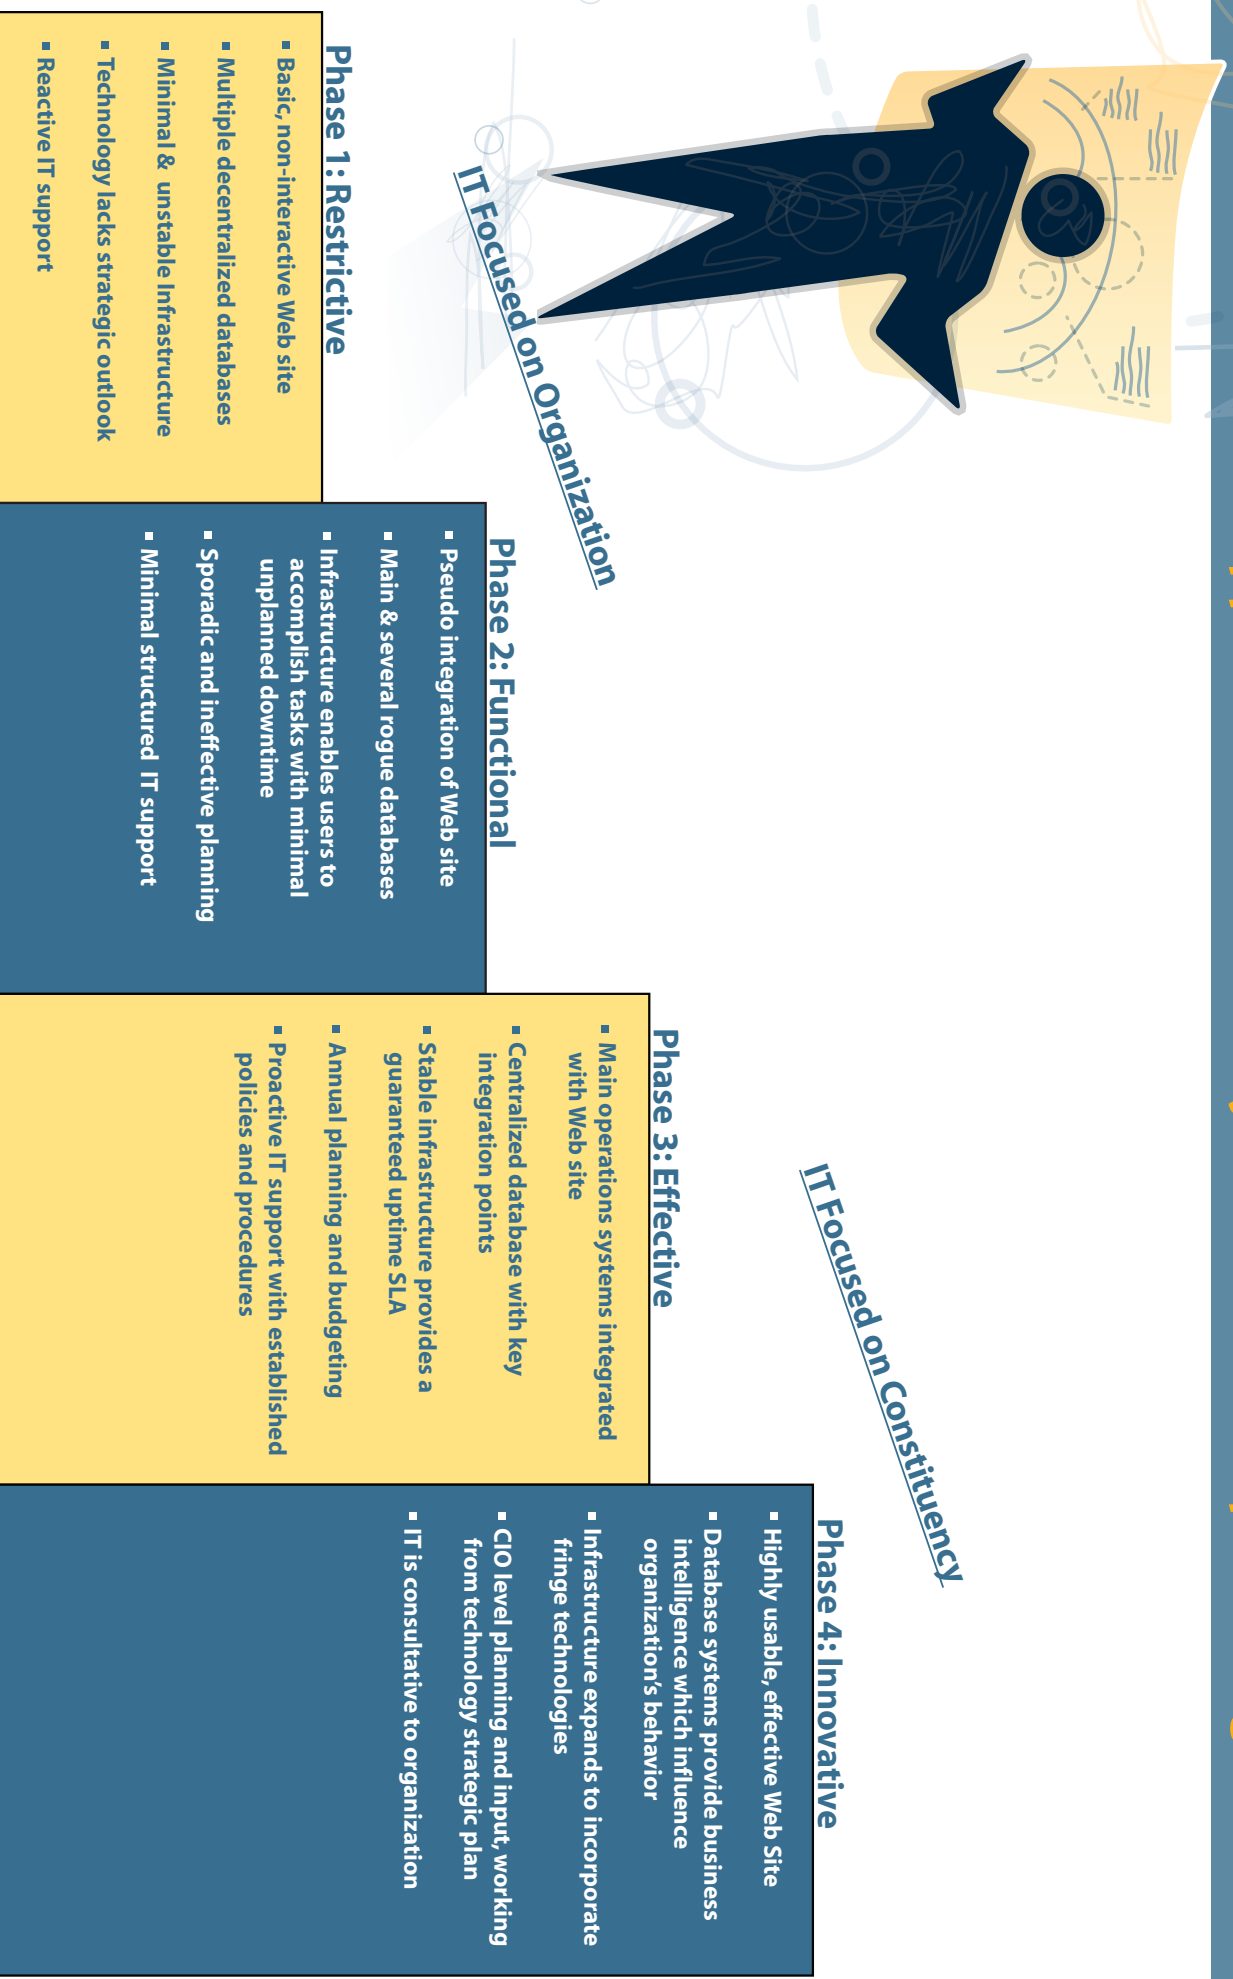 IT Focused on Organization
IT Focused on Constituency
Phase 1: Restrictive
▪ Basic, non-interactive Web site
▪ Multiple decentralized databases
▪ Minimal & unstable Infrastructure
▪ Technology lacks strategic outlook
▪ Reactive IT support
Phase 2: Functional
▪ Pseudo integration of Web site
▪ Main & several rogue databases
▪ Infrastructure enables users to
accomplish tasks with minimal
unplanned downtime
▪ Sporadic and ineffective planning
▪ Minimal structured IT support
Phase 3: Effective
▪ Main operations systems integrated
with Web site
▪ Centralized database with key
integration points
▪ Stable infrastructure provides a
guaranteed uptime SLA
▪ Annual planning and budgeting
▪ Proactive IT support with established
policies and procedures
Phase 4: Innovative
▪ Highly usable, effective Web Site
▪ Database systems provide business
intelligence which influence
organization’s behavior
▪ Infrastructure expands to incorporate
fringe technologies
▪ CIO level planning and input, working
from technology strategic plan
▪ IT is consultative to organization